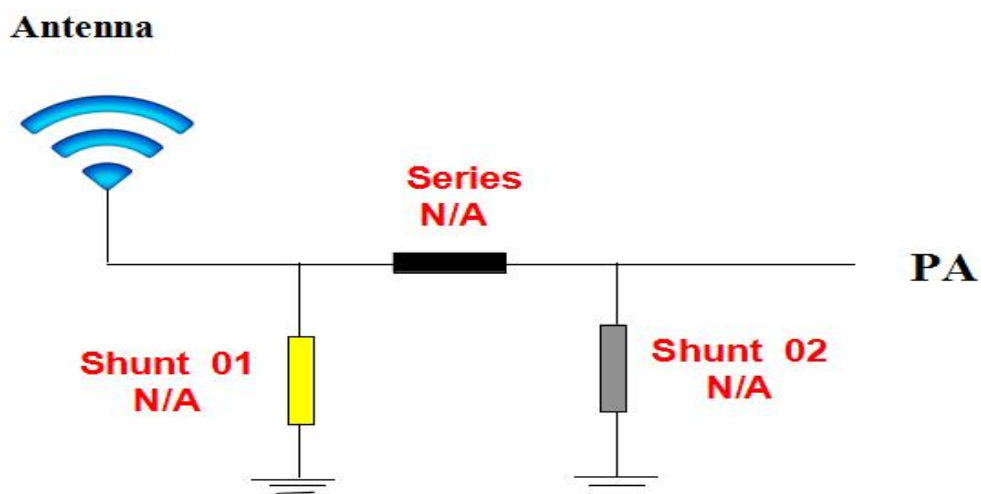 Antenna
Series
N/A
PA
Shunt 01
N/A
Shunt 02
N/A